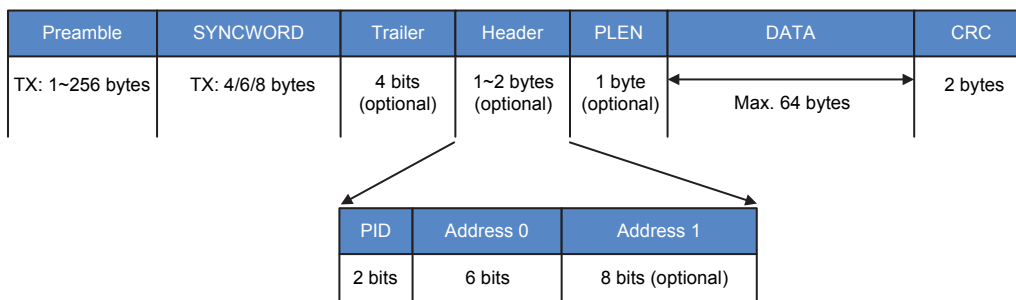 Preamble SYNCWORD Trailer Header PLEN DATA CRC
TX: 1~256 bytes TX: 4/6/8 bytes 4 bits (optional) 1~2 bytes (optional) 1 byte (optional) Max. 64 bytes 2 bytes
PID Address 0 Address 1
2 bits 6 bits 8 bits (optional)